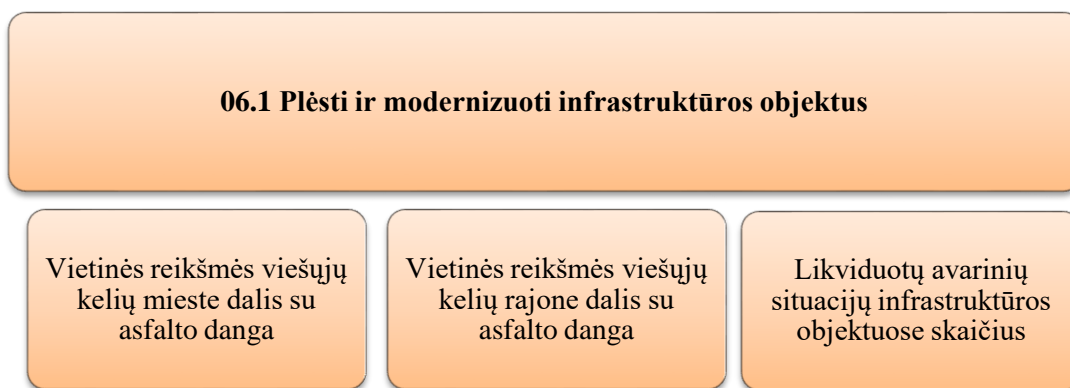 06.1 Plėsti ir modernizuoti infrastruktūros objektus
Vietinės reikšmės viešųjų
kelių mieste dalis su
asfalto danga
Vietinės reikšmės viešųjų
kelių rajone dalis su
asfalto danga
Likviduotų avarinių
situacijų infrastruktūros
objektuose skaičius